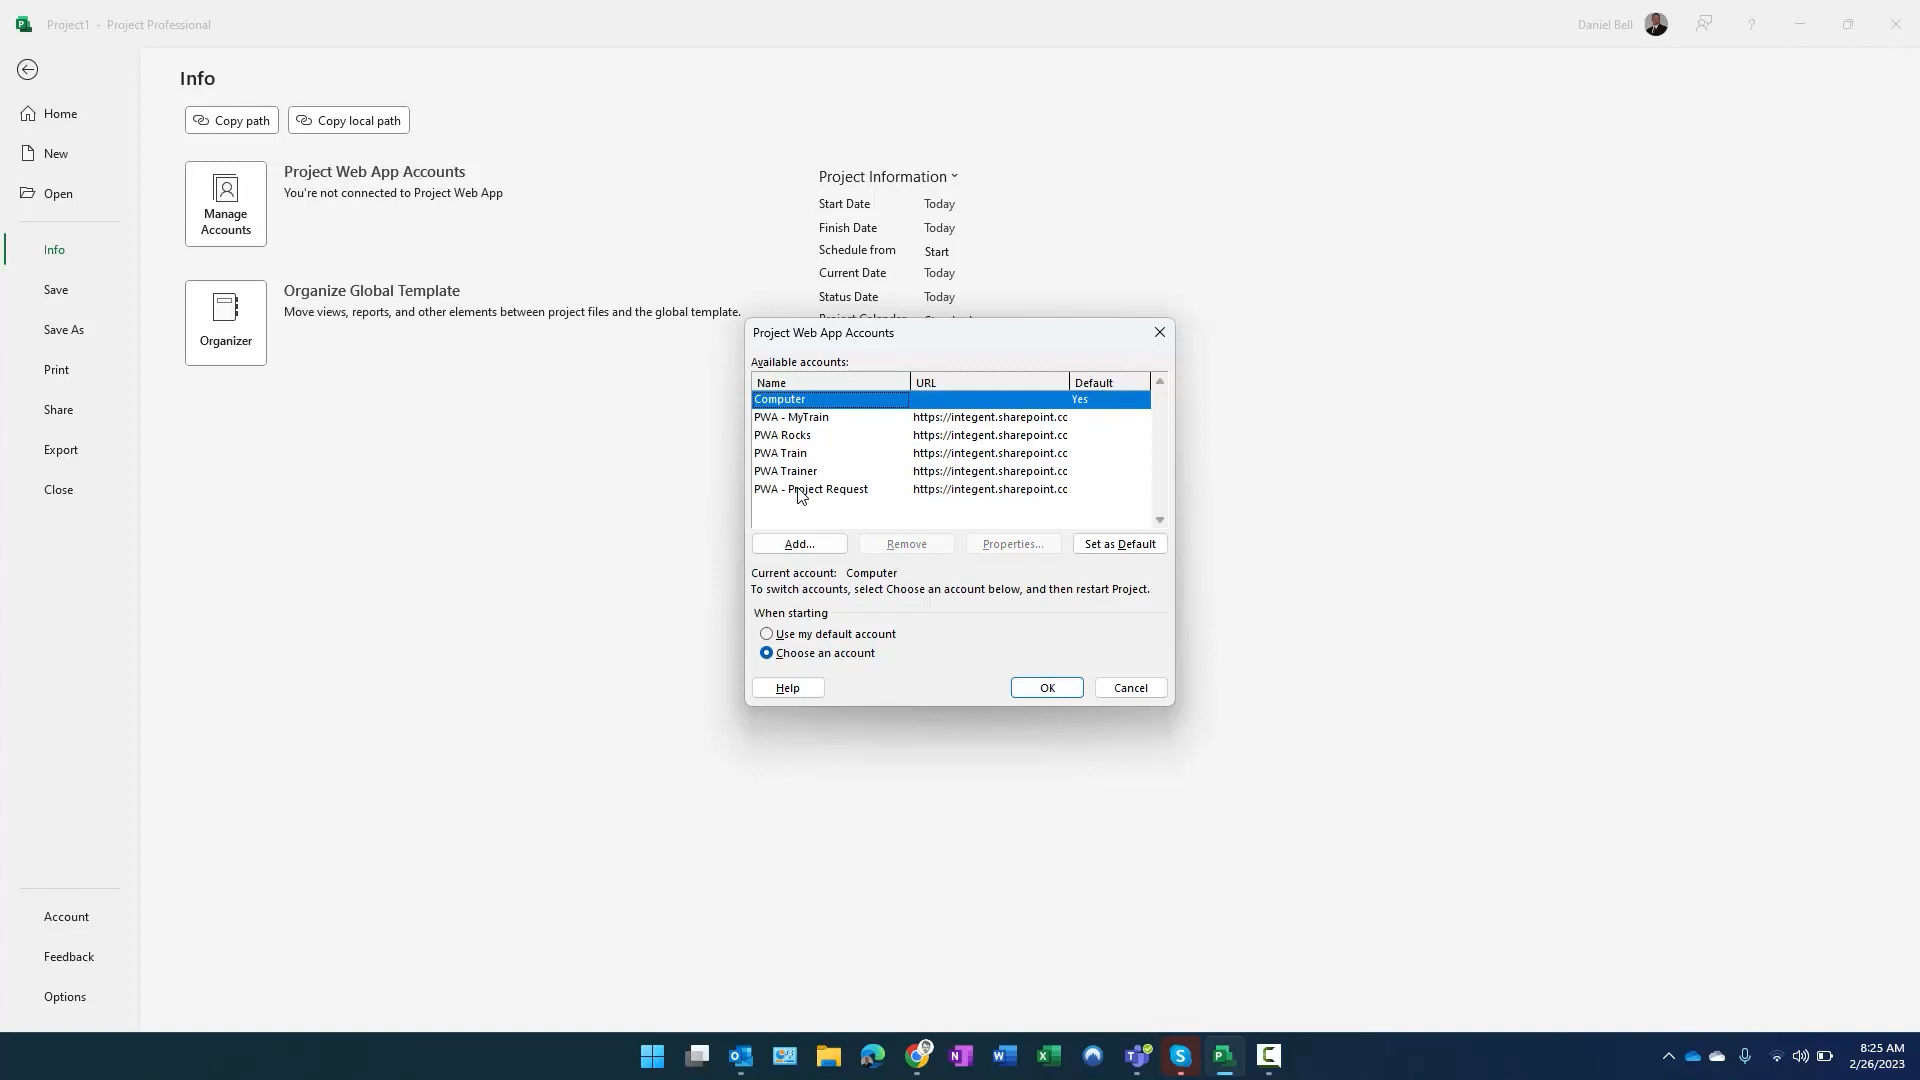 Project1 - Project Professional
Daniel Bell
?
Info
Copy path
Copy local path
Home
New
Open
Info
Save
Save As
Print
Share
Export
Close
Account
Feedback
Options
Manage
Accounts
Project Web App Accounts
You're not connected to Project Web App
Organizer
Organize Global Template
Move views, reports, and other elements between project files and the global template.
Project Information
Start Date Today
Finish Date Today
Schedule from Start
Current Date Today
Status Date Today
Project Calendar
Project Web App Accounts
Available accounts:
Name URL Default
Computer Yes
PWA - MyTrain https://integent.sharepoint.cc
PWA Rocks https://integent.sharepoint.cc
PWA Train https://integent.sharepoint.cc
PWA Trainer https://integent.sharepoint.cc
PWA - Project Request https://integent.sharepoint.cc
Add... Remove Properties... Set as Default
Current account: Computer
To switch accounts, select Choose an account below, and then restart Project.
When starting
Use my default account
Choose an account
Help OK Cancel
8:25 AM
2/26/2023